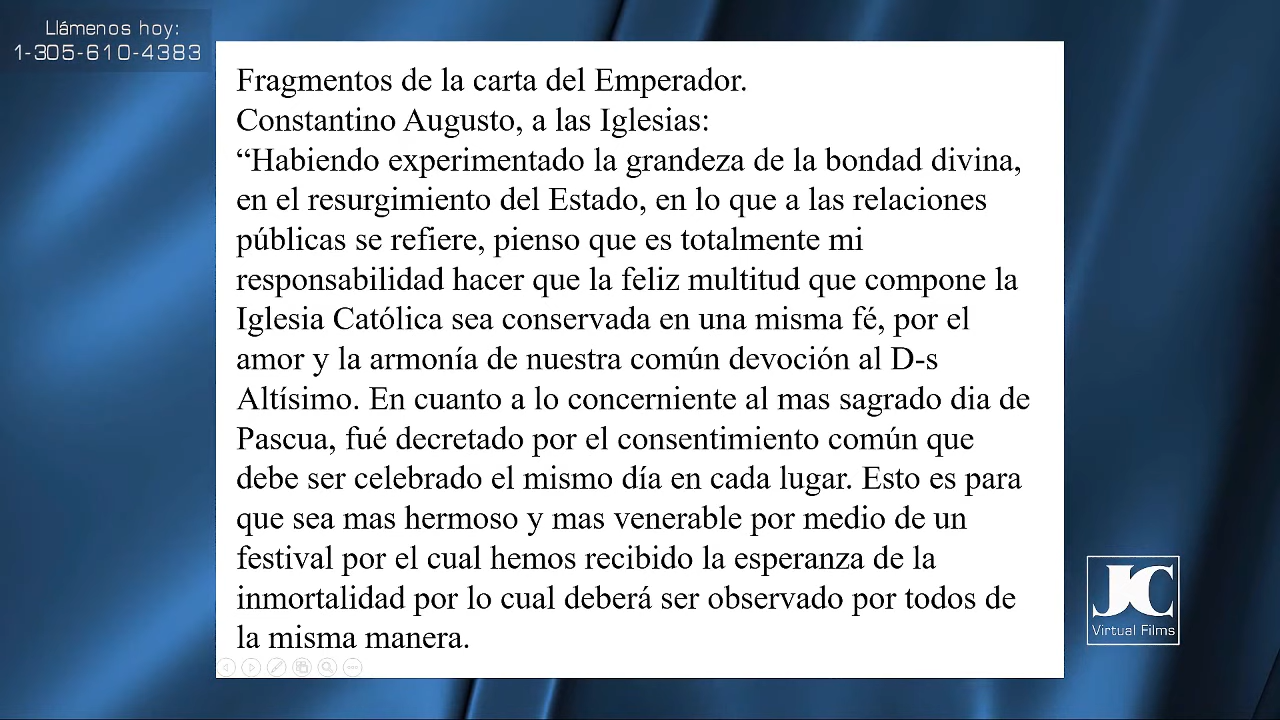 Llámenos hoy:
1-305-610-4383
Fragmentos de la carta del Emperador.
Constantino Augusto, a las Iglesias:
“Habiendo experimentado la grandeza de la bondad divina,
en el resurgimiento del Estado, en lo que a las relaciones
públicas se refiere, pienso que es totalmente mi
responsabilidad hacer que la feliz multitud que compone la
Iglesia Católica sea conservada en una misma fé, por el
amor y la armonía de nuestra común devoción al D-s
Altísimo. En cuanto a lo concerniente al mas sagrado dia de
Pascua, fué decretado por el consentimiento común que
debe ser celebrado el mismo día en cada lugar. Esto es para
que sea mas hermoso y mas venerable por medio de un
festival por el cual hemos recibido la esperanza de la
inmortalidad por lo cual deberá ser observado por todos de
la misma manera.
JC
Virtual Films